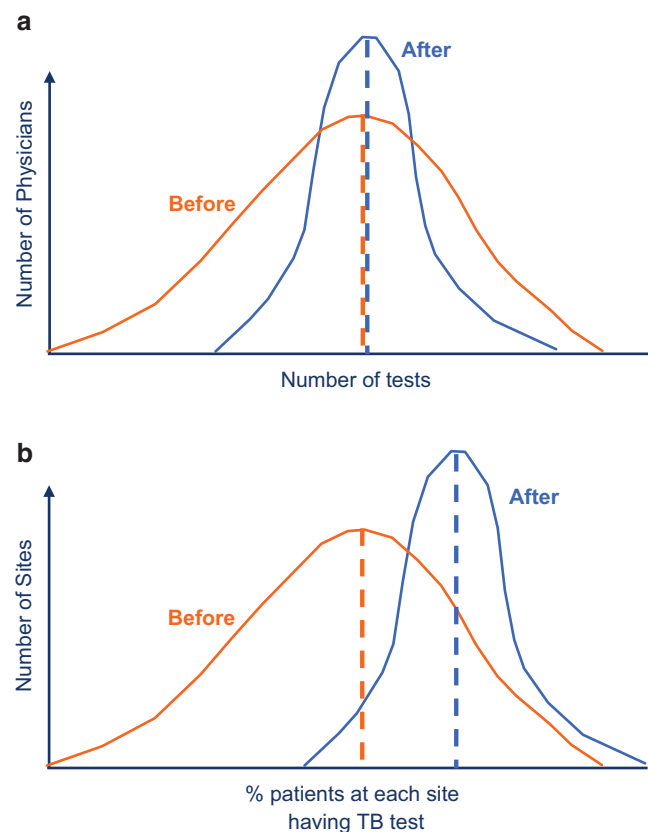 a
After
Before
Number of Physicians
Number of tests
b
After
Before
Number of Sites
% patients at each site
having TB test